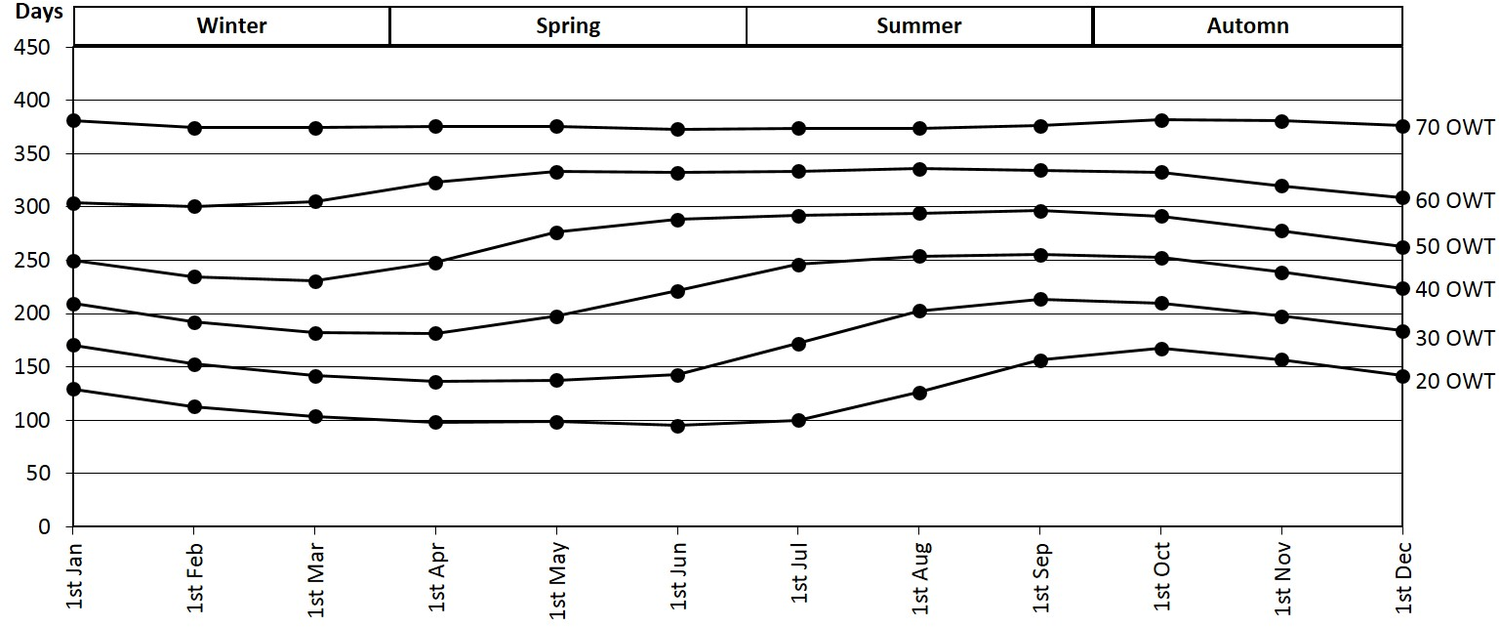 Days
Winter Spring Summer Automn
450
400
350
300
250
200
150
100
50
0
70 OWT
60 OWT
50 OWT
40 OWT
30 OWT
20 OWT
1st Jan
1st Feb
1st Mar
1st Apr
1st May
1st Jun
1st Jul
1st Aug
1st Sep
1st Oct
1st Nov
1st Dec